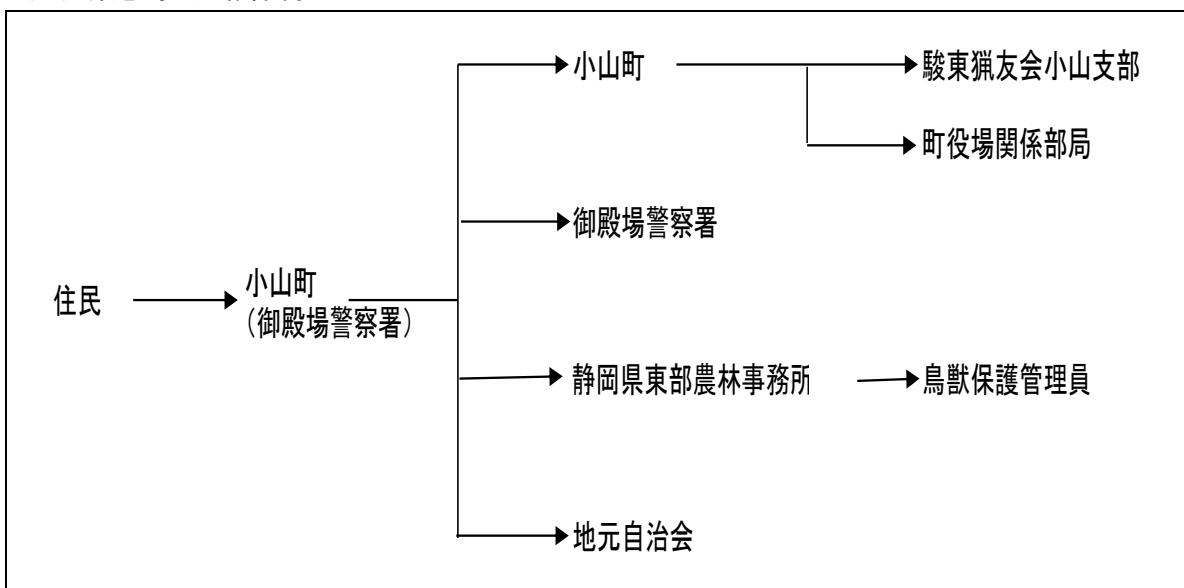 小山町
駿東猟友会小山支部
町役場関係部局
御殿場警察署
住民
小山町
（御殿場警察署）
静岡県東部農林事務所
鳥獣保護管理員
地元自治会